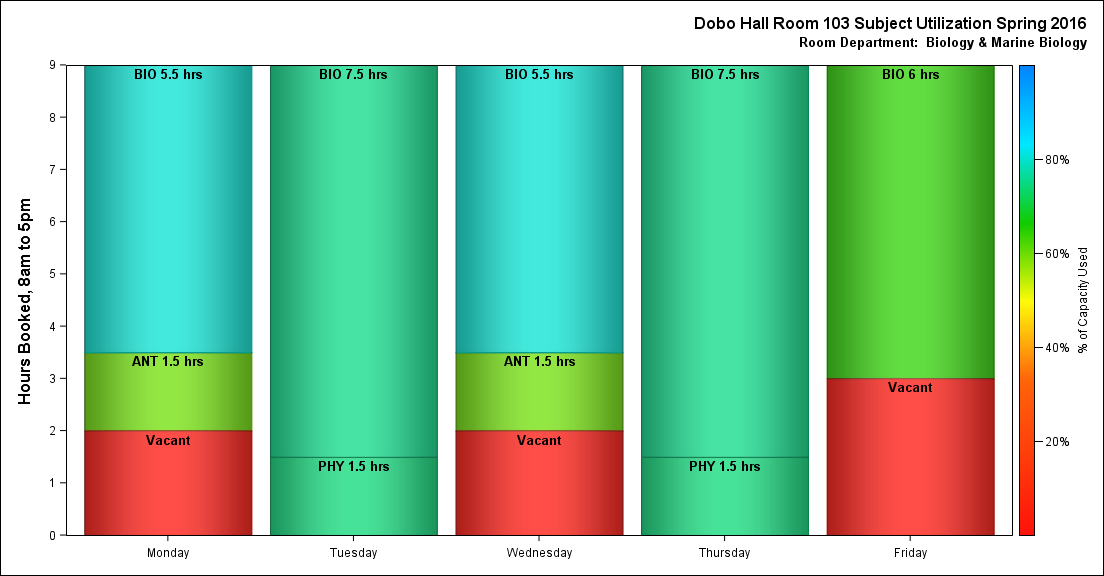 Dobo Hall Room 103 Subject Utilization Spring 2016
Room Department:  Biology & Marine Biology
Hours Booked, 8am to 5pm
9
8
7
6
5
4
3
2
1
0
BIO 5.5 hrs
ANT 1.5 hrs
Vacant
BIO 7.5 hrs
PHY 1.5 hrs
BIO 5.5 hrs
ANT 1.5 hrs
Vacant
BIO 7.5 hrs
PHY 1.5 hrs
BIO 6 hrs
Vacant
Monday
Tuesday
Wednesday
Thursday
Friday
80%
60%
40%
20%
% of Capacity Used